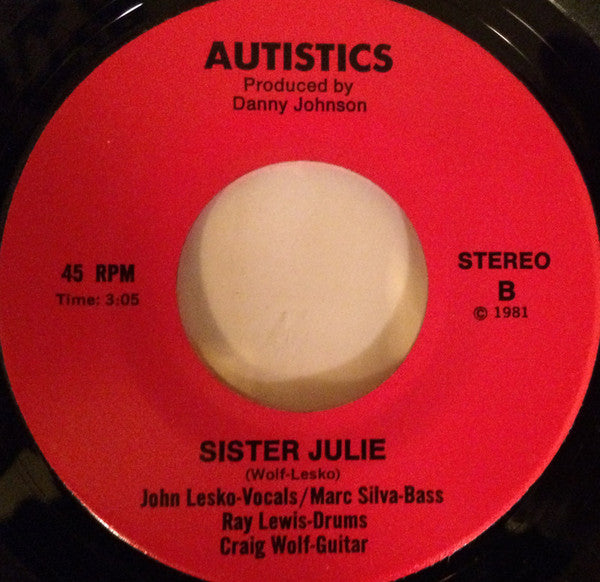 AUTISTICS
Produced by
Danny Johnson
45 RPM
Time: 3:05
STEREO
B
© 1981
SISTER JULIE
(Wolf-Lesko)
John Lesko-Vocals/Marc Silva-Bass
Ray Lewis-Drums
Craig Wolf-Guitar